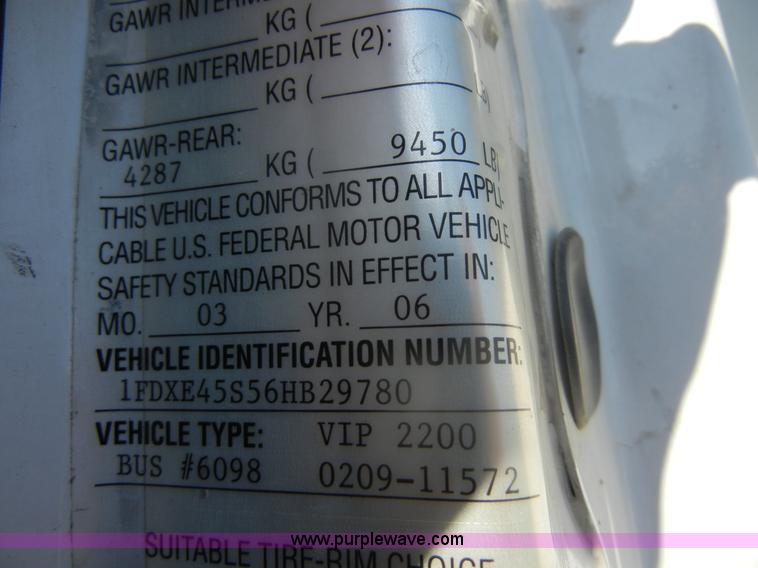 GAWR INTERMEDIATE
KG (
GAWR INTERMEDIATE (2):
KG ( LB)
GAWR-REAR:
4287 KG ( 9450 LB)
THIS VEHICLE CONFORMS TO ALL APPLI-
CABLE U.S. FEDERAL MOTOR VEHICLE
SAFETY STANDARDS IN EFFECT IN:
MO. 03 YR. 06
VEHICLE IDENTIFICATION NUMBER:
1FDXE45S56HB29780
VEHICLE TYPE: VIP 2200
BUS #6098 0209-11572
www.purplewave.com
SUITABLE TIRE-RIM CHOICE